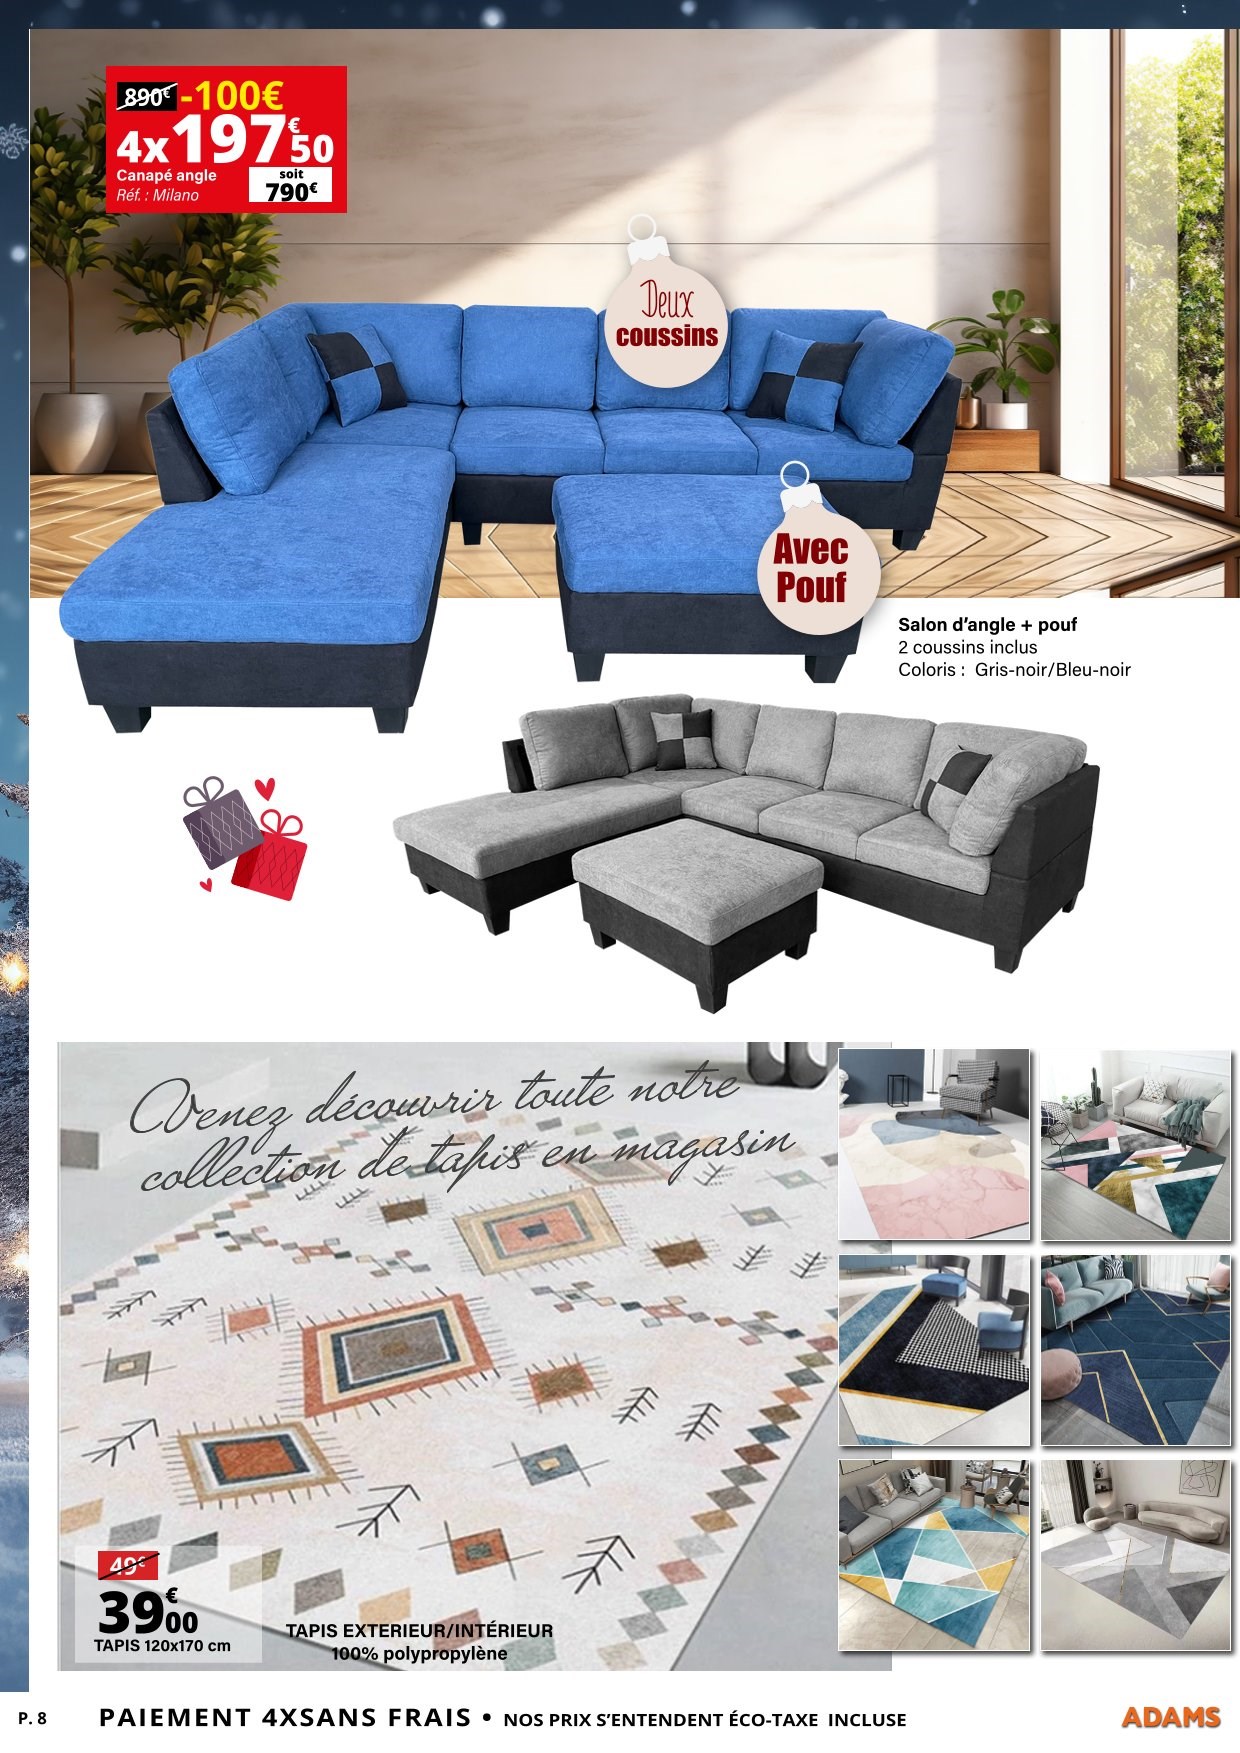 890€ -100€
4x197€50
Canapé angle
Réf. : Milano
soit
790€
Deux
coussins
Avec
Pouf
Salon d’angle + pouf
2 coussins inclus
Coloris : Gris-noir/Bleu-noir
Venez découvrir toute notre
collection de tapis en magasin
49€
39€00
TAPIS 120x170 cm
TAPIS EXTERIEUR/INTÉRIEUR
100% polypropylène
P. 8 PAIEMENT 4XSANS FRAIS • NOS PRIX S’ENTENDENT ÉCO-TAXE INCLUSE ADAMS